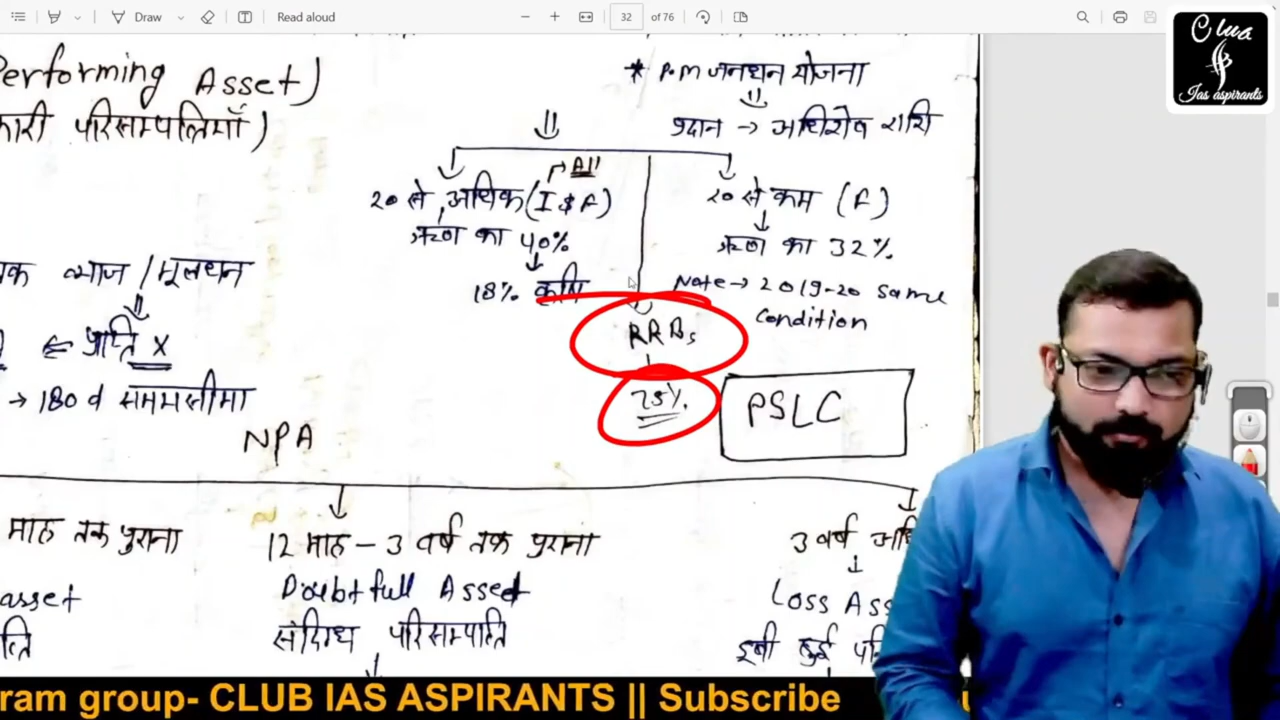 Draw
Read aloud
32 of 76
Clua
Ias aspirants
Performing Asset)
कारी परिसम्पत्तियाँ)
* P.M जनधन योजना
प्रदान → अधिशेष राशि
All
20 से अधिक (I $ F)
ऋण का 40%
18% कृषि
20 से कम (F)
ऋण का 32%
Note → 2019-20 Same
Condition
RRBs
75%
PSLC
ब्याज / मूलधन
प्राप्ति X
→ 180 d समयसीमा
NPA
माह तक पुराना
asset
12 माह - 3 वर्ष तक पुराना
Doubtfull Asset
संदिग्ध परिसम्पत्ति
3 वर्ष
Loss Ass
डूबी हुई
ram group- CLUB IAS ASPIRANTS || Subscribe